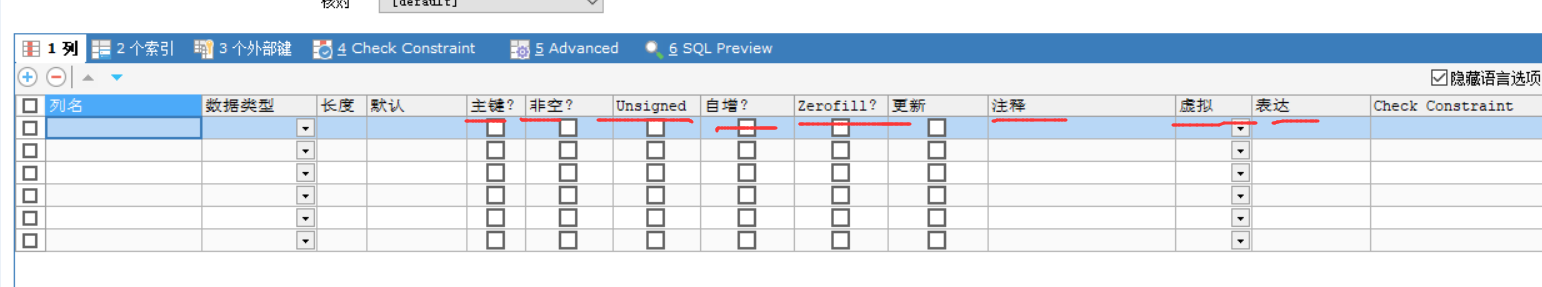 核对 [default]
1 列 2 个索引 3 个外部键 4 Check Constraint 5 Advanced 6 SQL Preview
隐藏语言选项
列名 数据类型 长度 默认 主键? 非空? Unsigned 自增? Zerofill? 更新 注释 虚拟 表达 Check Constraint